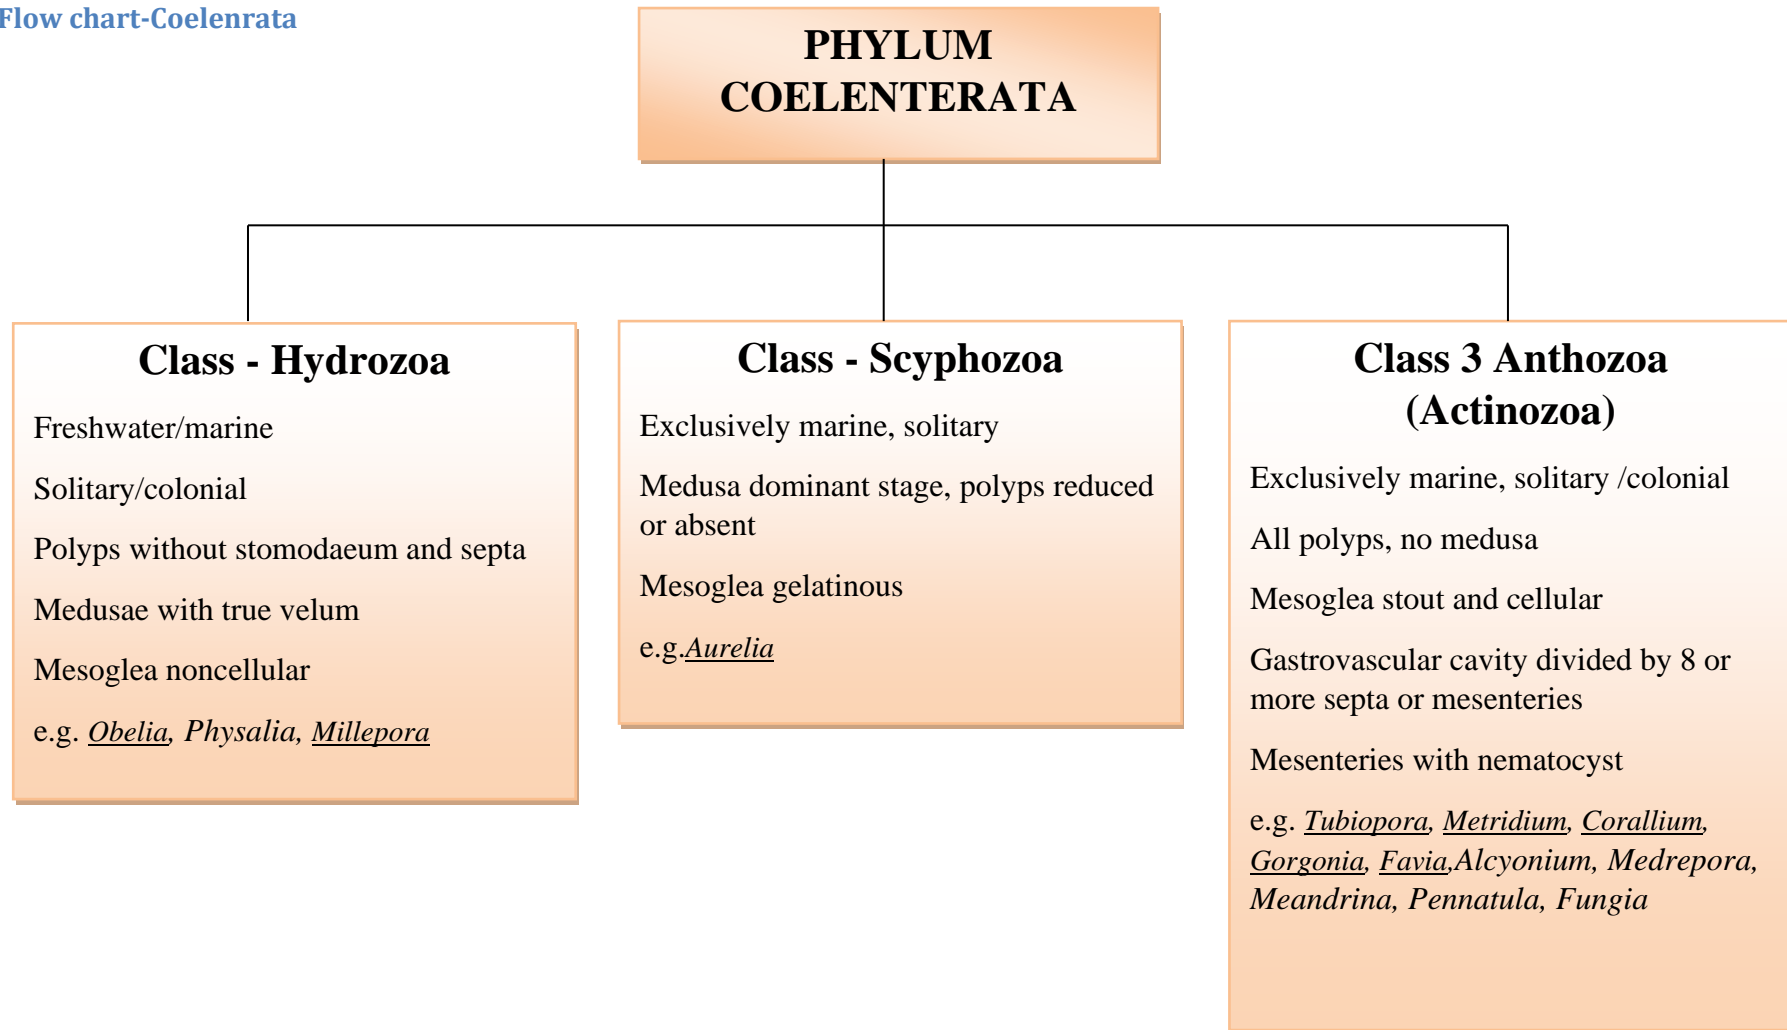 Flow chart-Coelenrata
PHYLUM
COELENTERATA
Class - Hydrozoa
Freshwater/marine
Solitary/colonial
Polyps without stomodaeum and septa
Medusae with true velum
Mesoglea noncellular
e.g. Obelia, Physalia, Millepora
Class - Scyphozoa
Exclusively marine, solitary
Medusa dominant stage, polyps reduced
or absent
Mesoglea gelatinous
e.g.Aurelia
Class 3 Anthozoa
(Actinozoa)
Exclusively marine, solitary /colonial
All polyps, no medusa
Mesoglea stout and cellular
Gastrovascular cavity divided by 8 or
more septa or mesenteries
Mesenteries with nematocyst
e.g. Tubiopora, Metridium, Corallium,
Gorgonia, Favia,Alcyonium, Medrepora,
Meandrina, Pennatula, Fungia